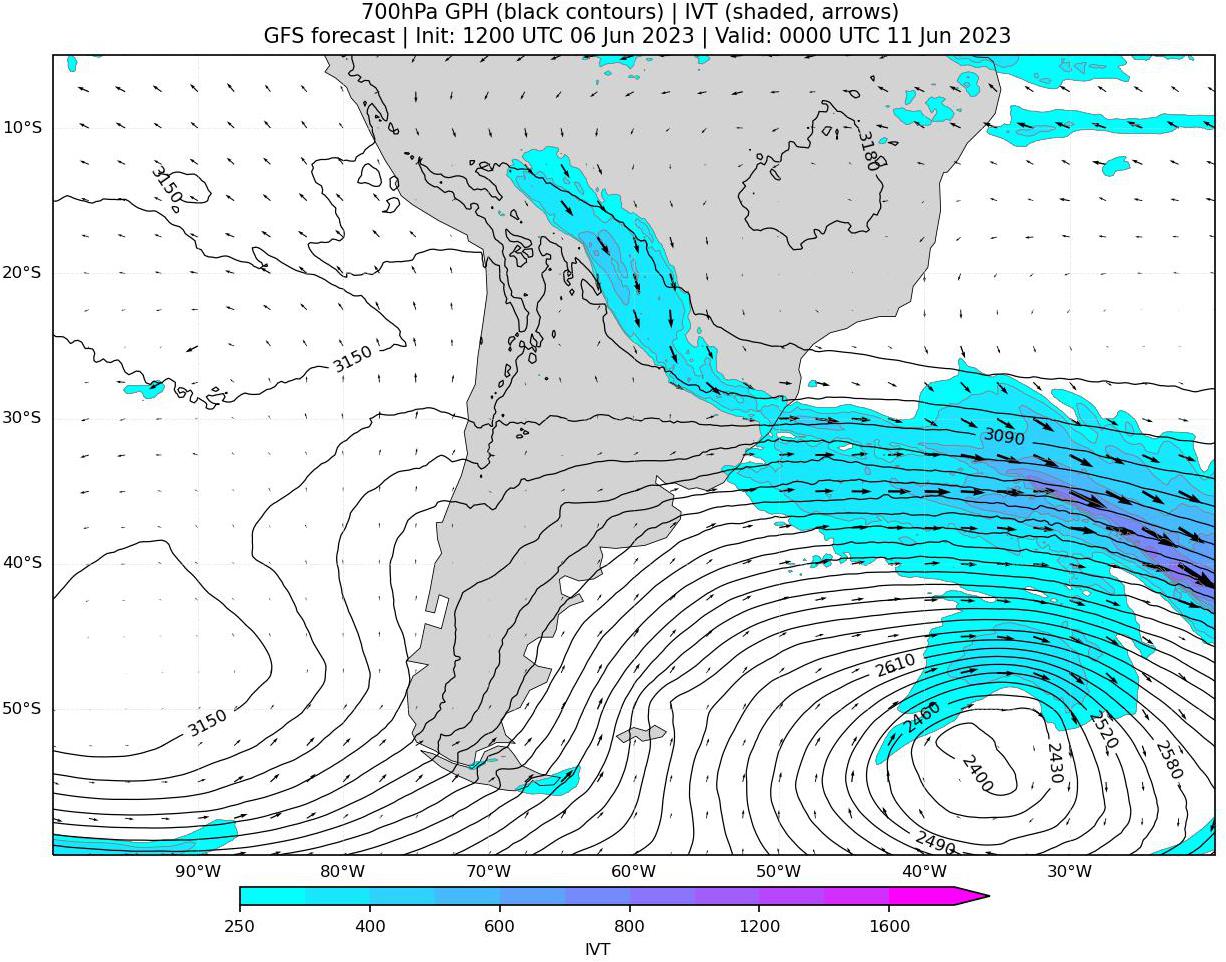 700hPa GPH (black contours) | IVT (shaded, arrows)
GFS forecast | Init: 1200 UTC 06 Jun 2023 | Valid: 0000 UTC 11 Jun 2023
10°S
3180
3150
20°S
3150
30°S
3090
40°S
2610
3150
50°S
2460
2520
2430
2580
2400
2490
90°W 80°W 70°W 60°W 50°W 40°W 30°W
250 400 600 800 1200 1600
IVT